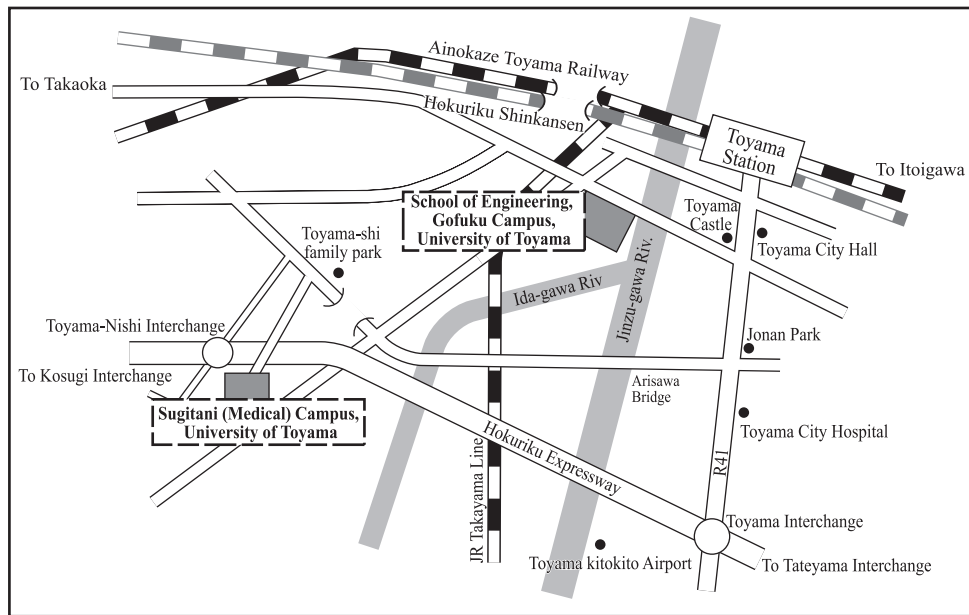 Ainokaze Toyama Railway
To Takaoka
Hokuriku Shinkansen
Toyama
Station
To Itoigawa
School of Engineering,
Gofuku Campus,
University of Toyama
Toyama
Castle
Toyama City Hall
Toyama-shi
family park
Ida-gawa Riv
Jinzu-gawa Riv.
Toyama-Nishi Interchange
Jonan Park
To Kosugi Interchange
Arisawa
Bridge
Sugitani (Medical) Campus,
University of Toyama
Hokuriku Expressway
Toyama City Hospital
R41
JR Takayama Line
Toyama Interchange
Toyama kitokito Airport
To Tateyama Interchange